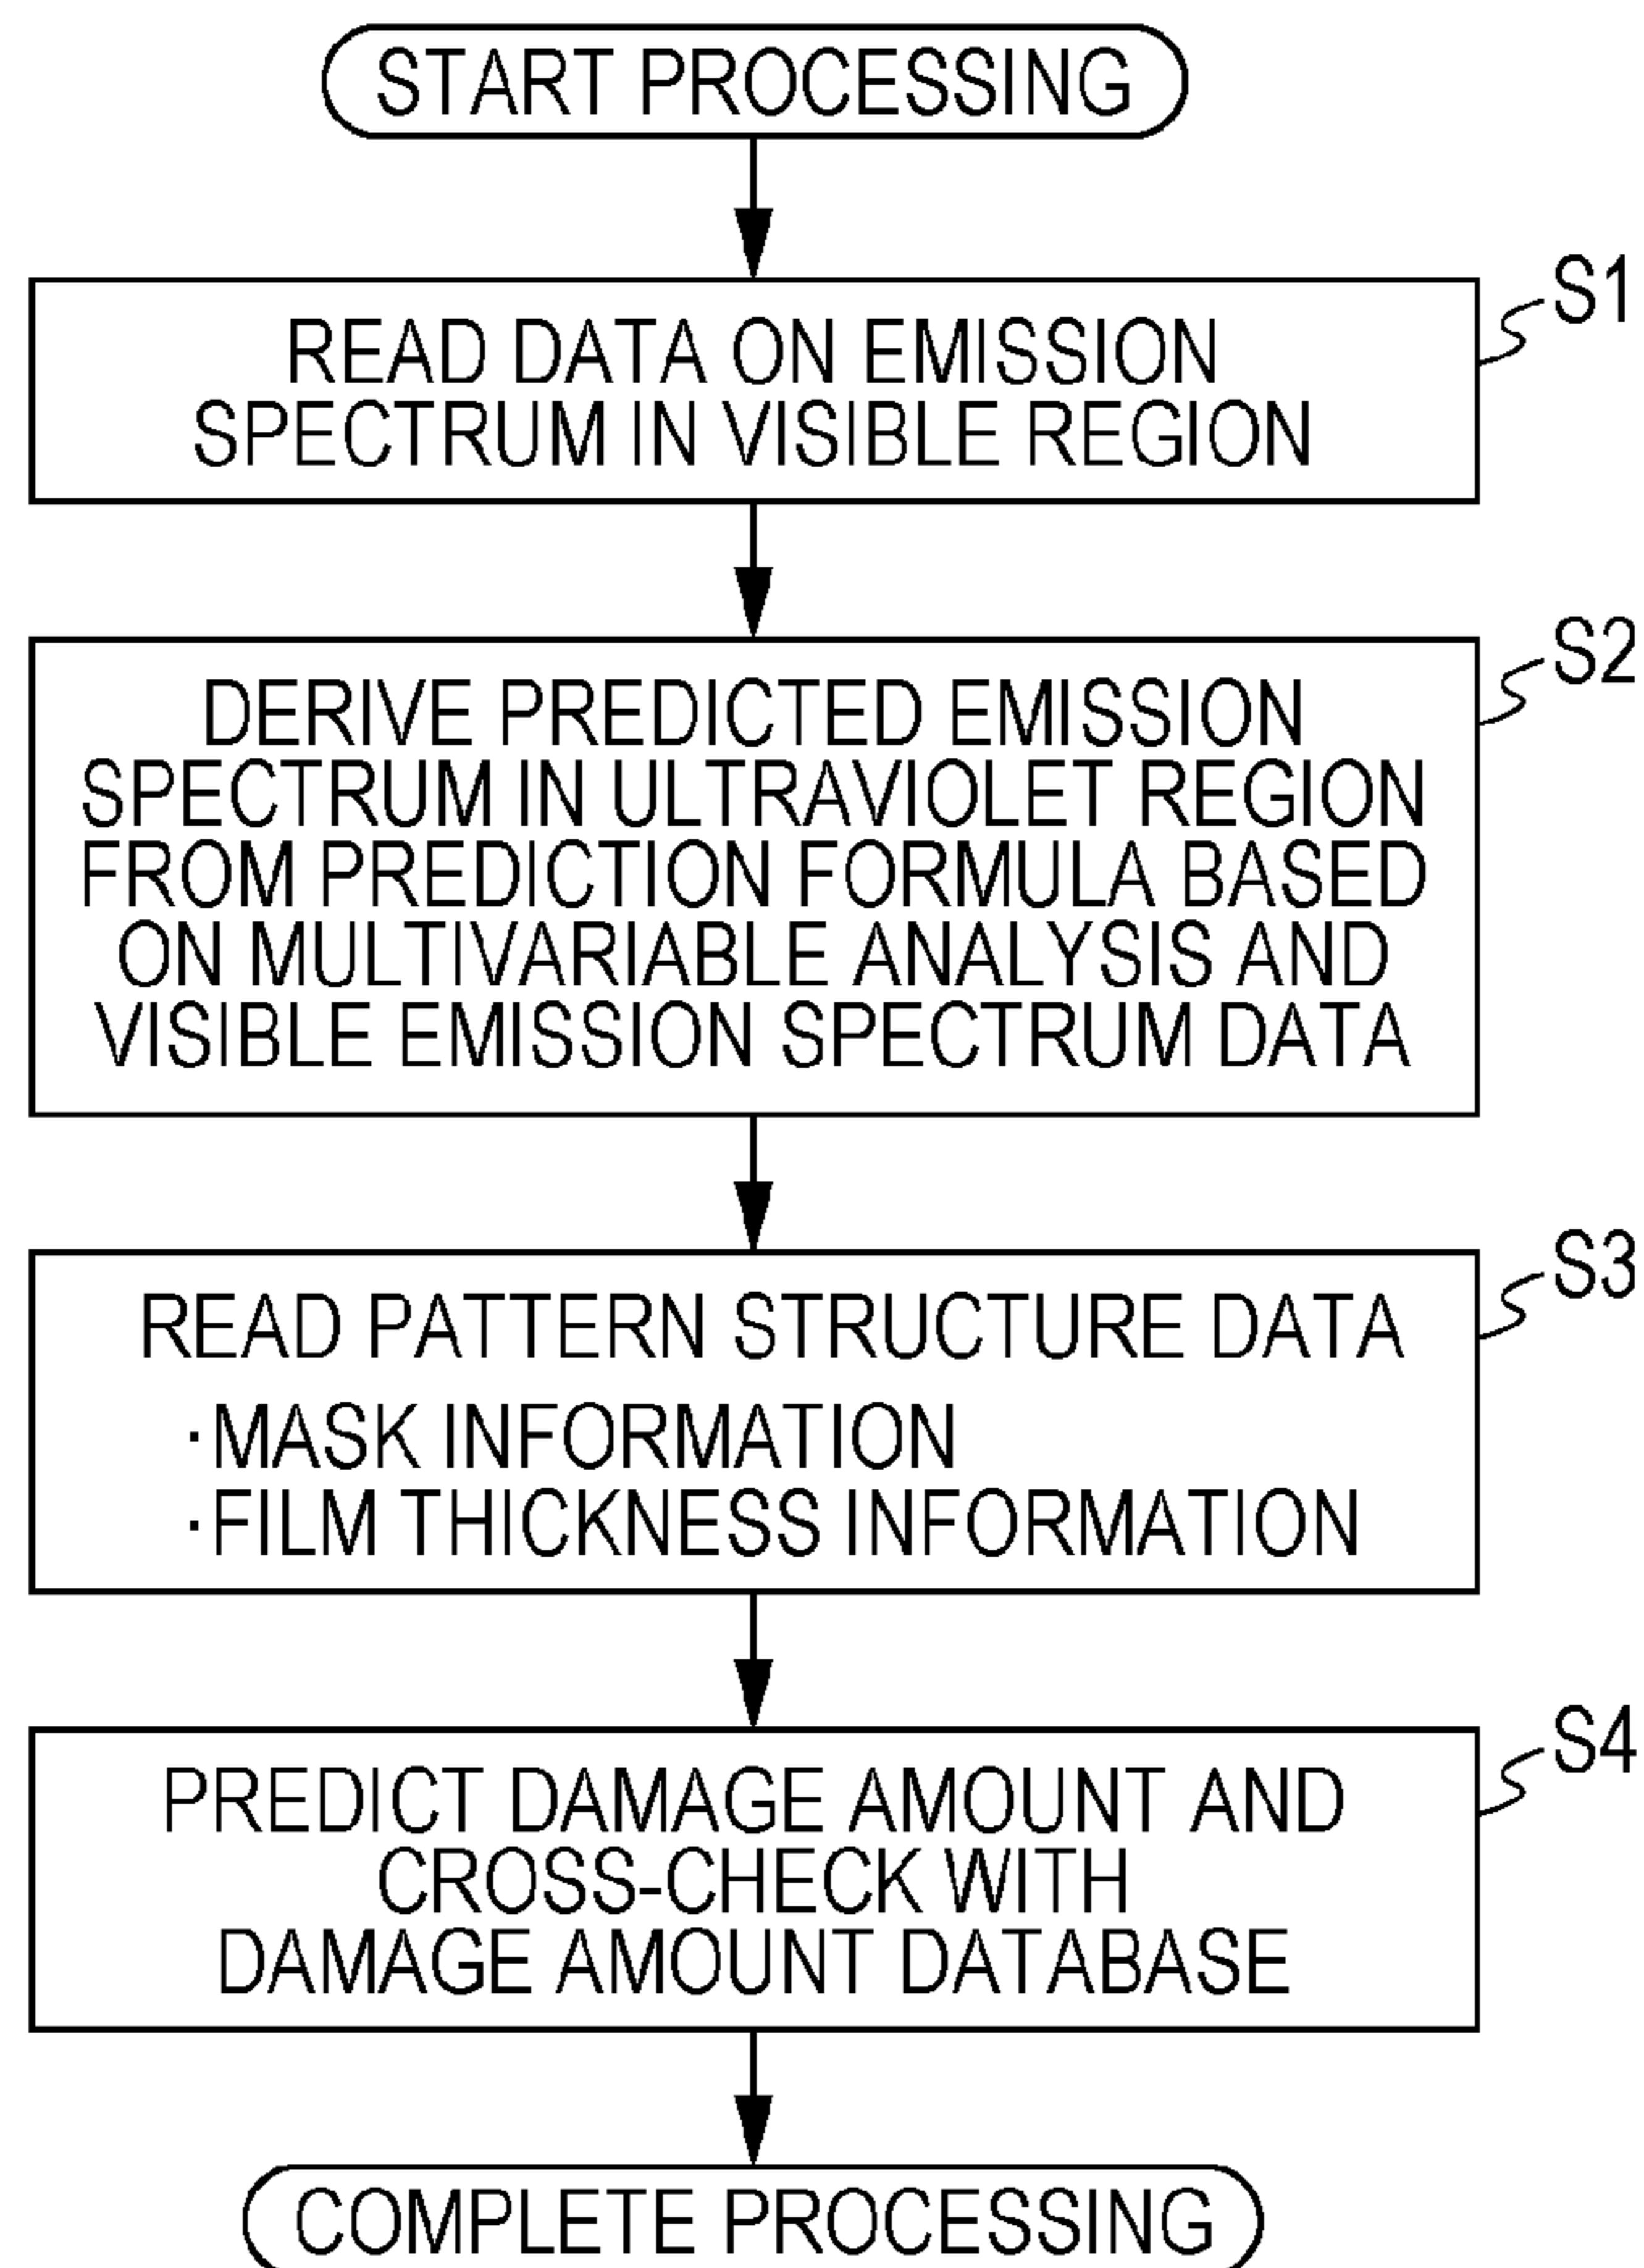 START PROCESSING
S1
READ DATA ON EMISSION
SPECTRUM IN VISIBLE REGION
S2
DERIVE PREDICTED EMISSION
SPECTRUM IN ULTRAVIOLET REGION
FROM PREDICTION FORMULA BASED
ON MULTIVARIABLE ANALYSIS AND
VISIBLE EMISSION SPECTRUM DATA
S3
READ PATTERN STRUCTURE DATA
·MASK INFORMATION
·FILM THICKNESS INFORMATION
S4
PREDICT DAMAGE AMOUNT AND
CROSS-CHECK WITH
DAMAGE AMOUNT DATABASE
COMPLETE PROCESSING